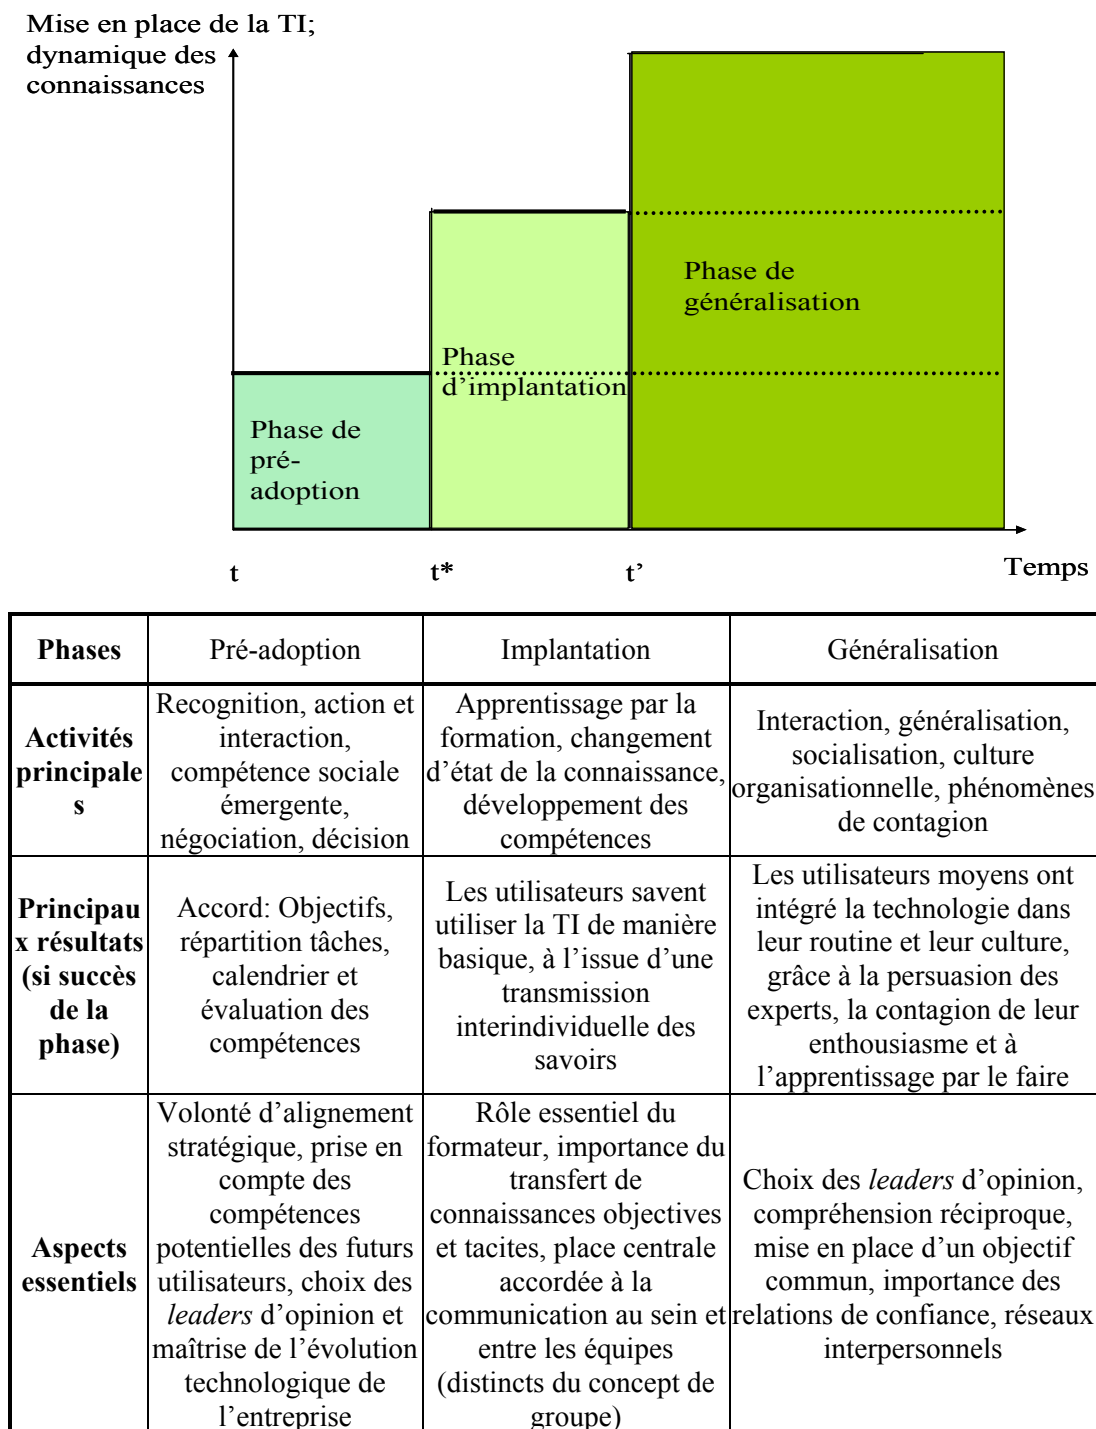 Mise en place de la TI;
dynamique des
connaissances
Phase de
généralisation
Phase
d’implantation
Phase de
pré-
adoption
t
t*
t’
Temps
Phases
Pré-adoption
Implantation
Généralisation
Activités
principale
s
Recognition, action et
interaction,
compétence sociale
émergente,
négociation, décision
Apprentissage par la
formation, changement
d’état de la connaissance,
développement des
compétences
Interaction, généralisation,
socialisation, culture
organisationnelle, phénomènes
de contagion
Principau
x résultats
(si succès
de la
phase)
Accord: Objectifs,
répartition tâches,
calendrier et
évaluation des
compétences
Les utilisateurs savent
utiliser la TI de manière
basique, à l’issue d’une
transmission
interindividuelle des
savoirs
Les utilisateurs moyens ont
intégré la technologie dans
leur routine et leur culture,
grâce à la persuasion des
experts, la contagion de leur
enthousiasme et à
l’apprentissage par le faire
Aspects
essentiels
Volonté d’alignement
stratégique, prise en
compte des
compétences
potentielles des futurs
utilisateurs, choix des
leaders d’opinion et
maîtrise de l’évolution
technologique de
l’entreprise
Rôle essentiel du
formateur, importance du
transfert de
connaissances objectives
et tacites, place centrale
accordée à la
communication au sein et
entre les équipes
(distincts du concept de
groupe)
Choix des leaders d’opinion,
compréhension réciproque,
mise en place d’un objectif
commun, importance des
relations de confiance, réseaux
interpersonnels